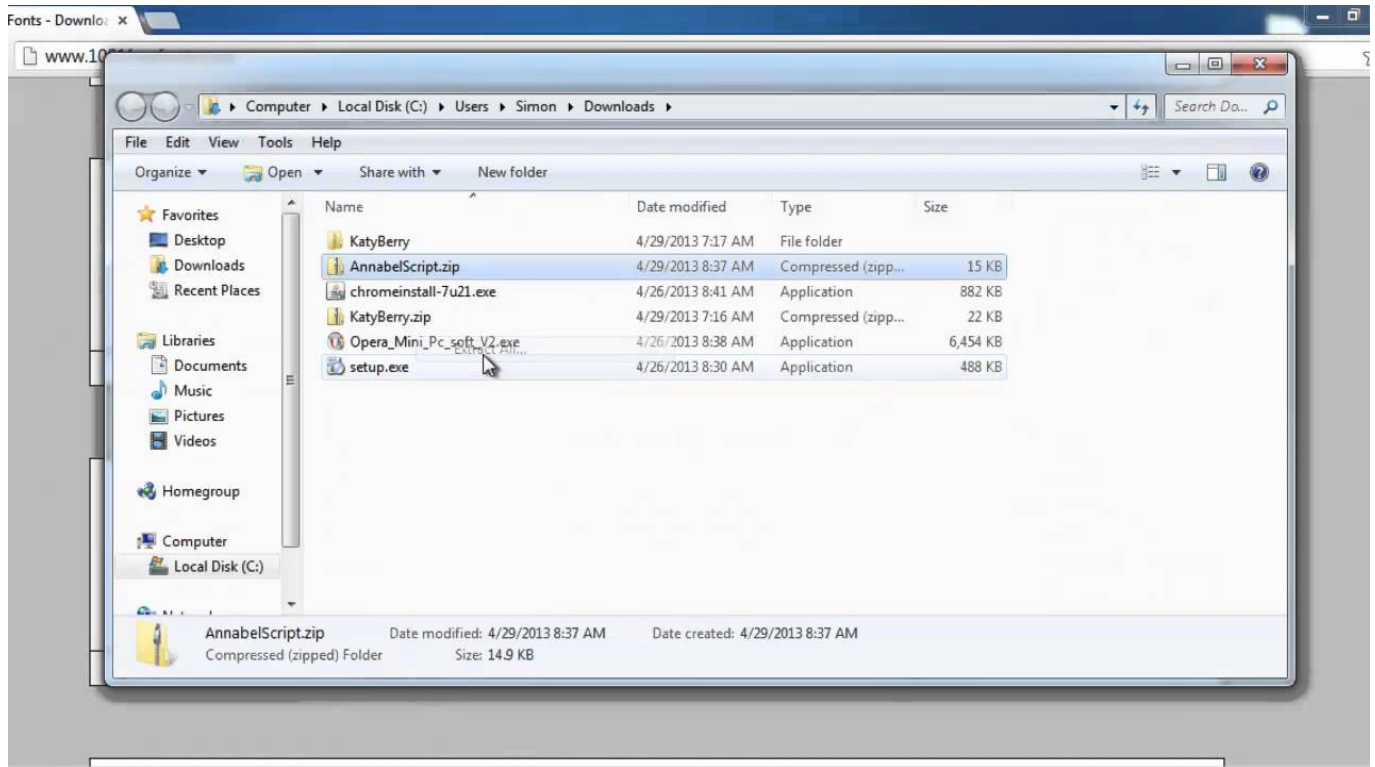 Fonts - Downloa
www.10
Computer Local Disk (C:) Users Simon Downloads
Search Do...
File Edit View Tools Help
Organize Open Share with New folder
Name Date modified Type Size
Favorites
Desktop
Downloads
Recent Places
Libraries
Documents
Music
Pictures
Videos
Homegroup
Computer
Local Disk (C:)
KatyBerry 4/29/2013 7:17 AM File folder
AnnabelScript.zip 4/29/2013 8:37 AM Compressed (zipp... 15 KB
chromeinstall-7u21.exe 4/26/2013 8:41 AM Application 882 KB
KatyBerry.zip 4/29/2013 7:16 AM Compressed (zipp... 22 KB
Opera_Mini_Pc_soft_V2.exe 4/26/2013 8:38 AM Application 6,454 KB
Extract All...
setup.exe 4/26/2013 8:30 AM Application 488 KB
AnnabelScript.zip Date modified: 4/29/2013 8:37 AM Date created: 4/29/2013 8:37 AM
Compressed (zipped) Folder Size: 14.9 KB